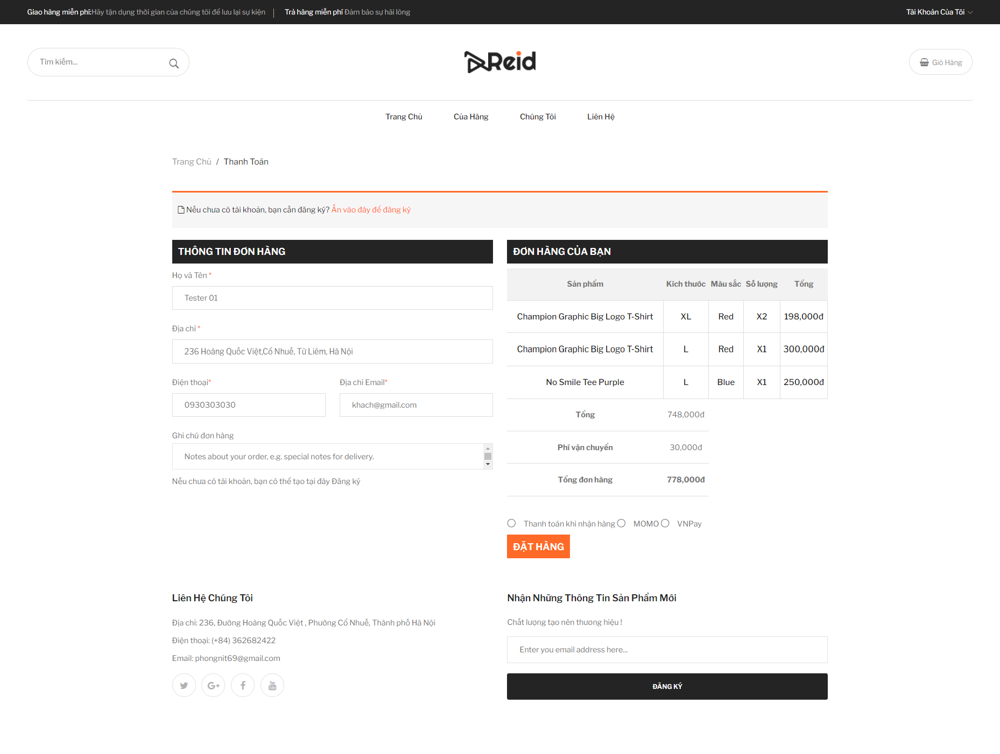 Giao hàng miễn phí:Hãy tận dụng thời gian của chúng tôi để lưu lại sự kiện | Trả hàng miễn phí Đảm bảo sự hài lòng
Tài Khoản Của Tôi
Tìm kiếm...
Reid
Giỏ Hàng
Trang Chủ
Của Hàng
Chúng Tôi
Liên Hệ
Trang Chủ / Thanh Toán
Nếu chưa có tài khoản, bạn cần đăng ký? Ấn vào đây để đăng ký
THÔNG TIN ĐƠN HÀNG
Họ và Tên *
Tester 01
Địa chỉ *
236 Hoàng Quốc Việt,Cổ Nhuế, Từ Liêm, Hà Nội
Điện thoại*
Địa chỉ Email*
0930303030
khach@gmail.com
Ghi chú đơn hàng
Notes about your order, e.g. special notes for delivery.
Nếu chưa có tài khoản, bạn có thể tạo tại đây Đăng ký
ĐƠN HÀNG CỦA BẠN
Sản phẩm Kích thước Màu sắc Số lượng Tổng
Champion Graphic Big Logo T-Shirt XL Red X2 198,000đ
Champion Graphic Big Logo T-Shirt L Red X1 300,000đ
No Smile Tee Purple L Blue X1 250,000đ
Tổng 748,000đ
Phí vận chuyển 30,000đ
Tổng đơn hàng 778,000đ
Thanh toán khi nhận hàng MOMO VNPay
ĐẶT HÀNG
Liên Hệ Chúng Tôi
Địa chỉ: 236, Đường Hoàng Quốc Việt , Phường Cổ Nhuế, Thành phố Hà Nội
Điện thoại: (+84) 362682422
Email: phongnit69@gmail.com
Nhận Những Thông Tin Sản Phẩm Mới
Chất lượng tạo nên thương hiệu !
Enter you email address here...
ĐĂNG KÝ